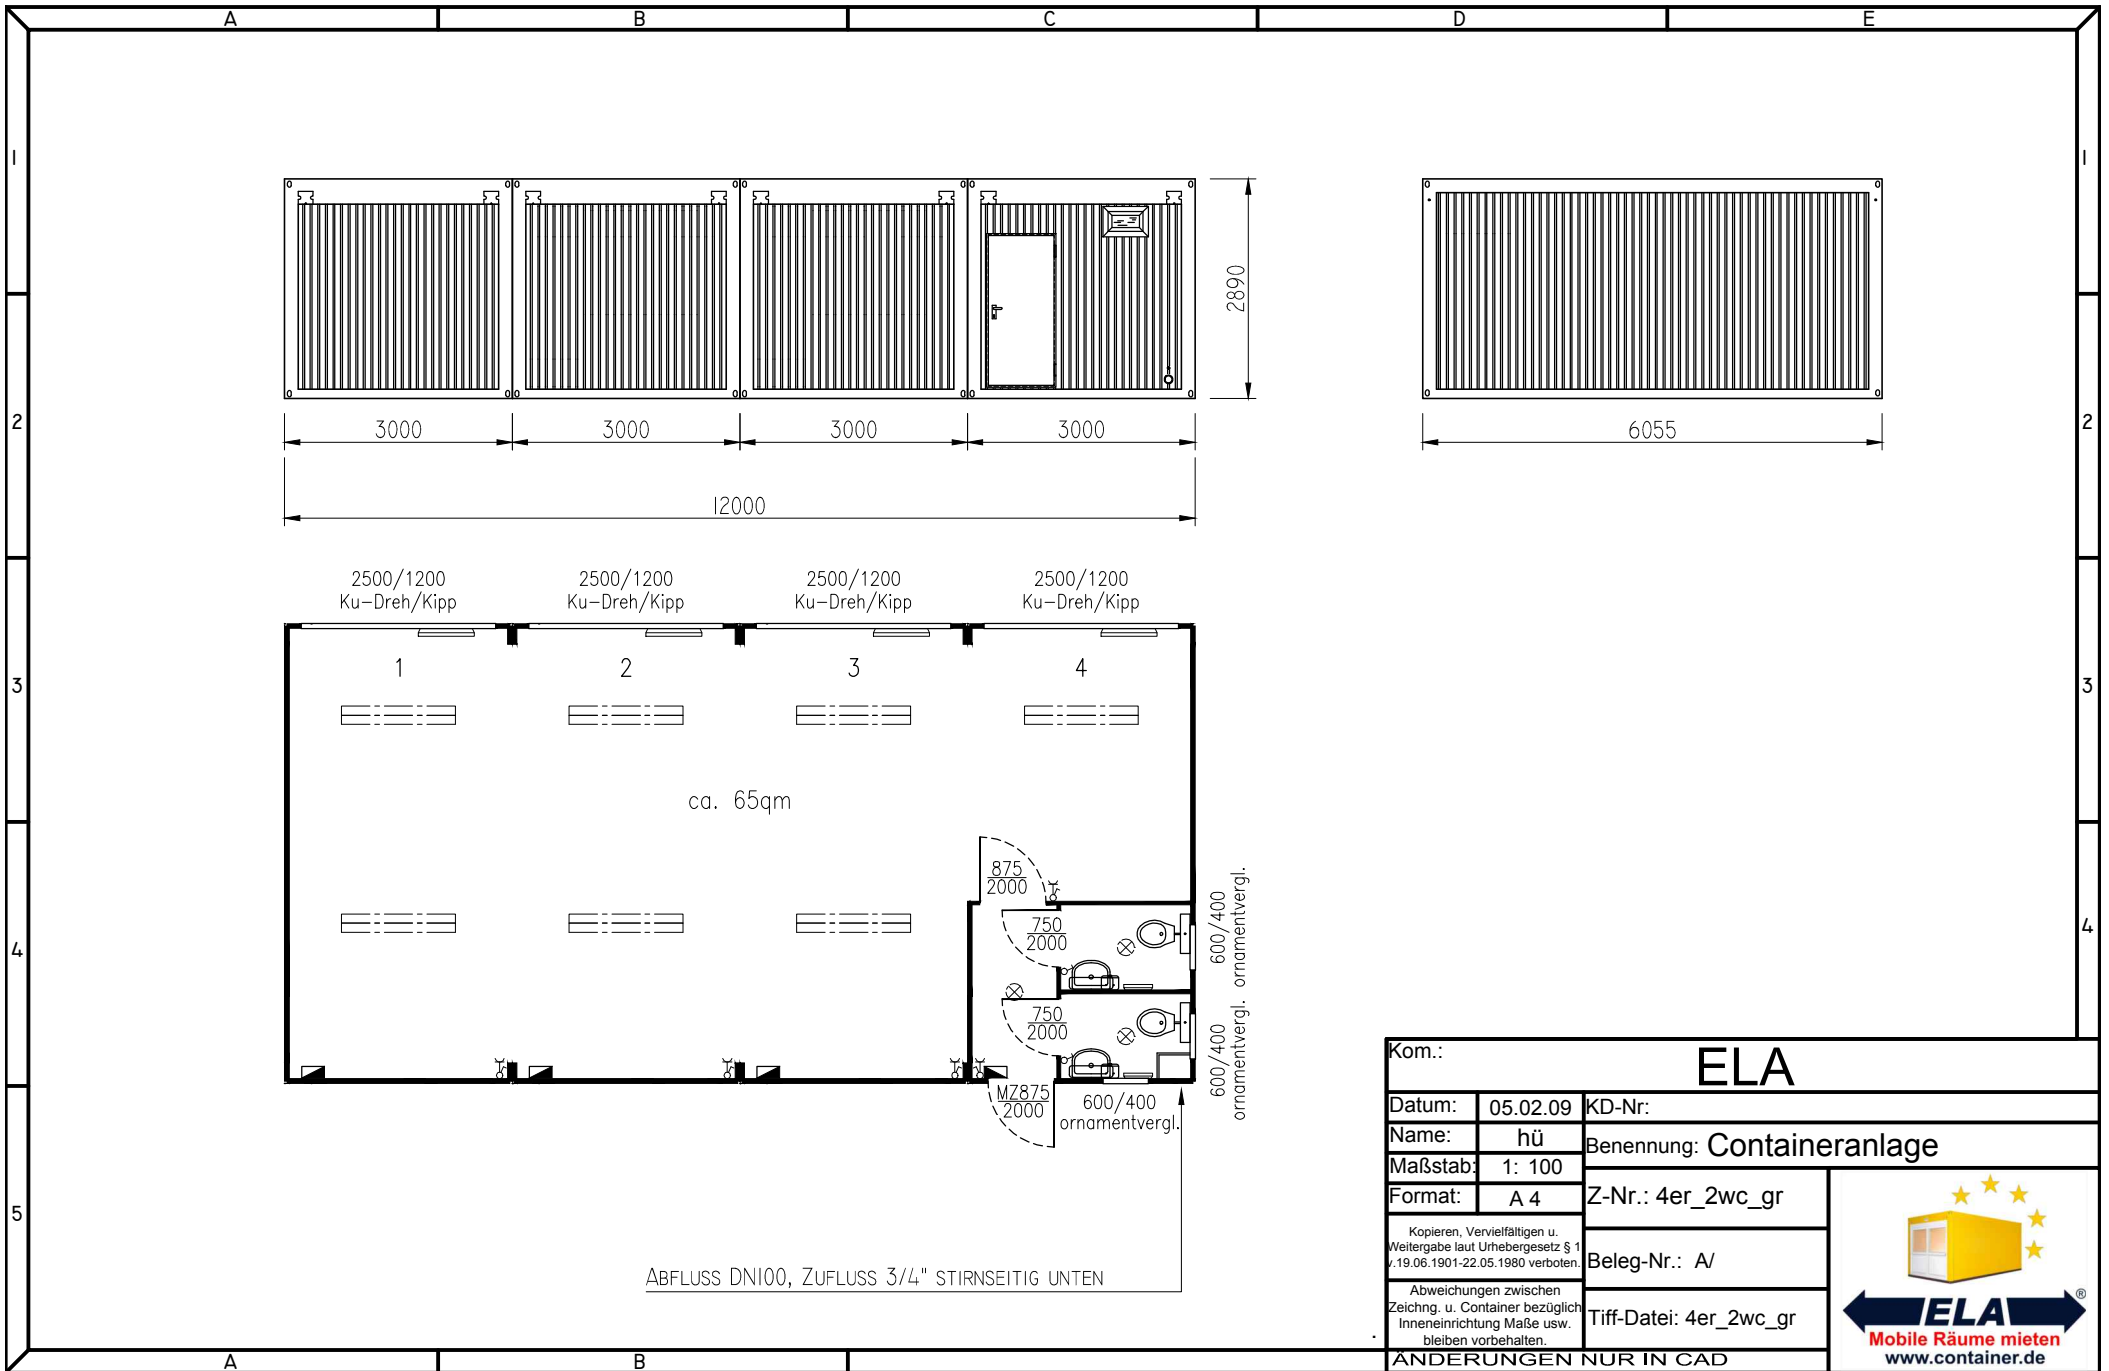 A B C D E
1 1
2890
3000 3000 3000 3000
6055
2 2
12000
2500/1200 2500/1200 2500/1200 2500/1200
Ku-Dreh/Kipp Ku-Dreh/Kipp Ku-Dreh/Kipp Ku-Dreh/Kipp
1 2 3 4
3 3
ca. 65qm
875
2000
750
2000
600/400
ornamentvergl.
4 4
750
2000
600/400
ornamentvergl.
MZ875
2000
600/400
ornamentvergl.
5
ABFLUSS DN100, ZUFLUSS 3/4" STIRNSEITIG UNTEN
Kom.: ELA
Datum: 05.02.09 KD-Nr:
Name: hü
Benennung: Containeranlage
Maßstab: 1: 100
Format: A 4
Z-Nr.: 4er_2wc_gr
Kopieren, Vervielfältigen u.
Weitergabe laut Urhebergesetz § 1
v.19.06.1901-22.05.1980 verboten.
Beleg-Nr.: A/
Abweichungen zwischen
Zeichng. u. Container bezüglich
Inneneinrichtung Maße usw.
bleiben vorbehalten.
Tiff-Datei: 4er_2wc_gr
ELA ®
Mobile Räume mieten
www.container.de
ÄNDERUNGEN NUR IN CAD
A B